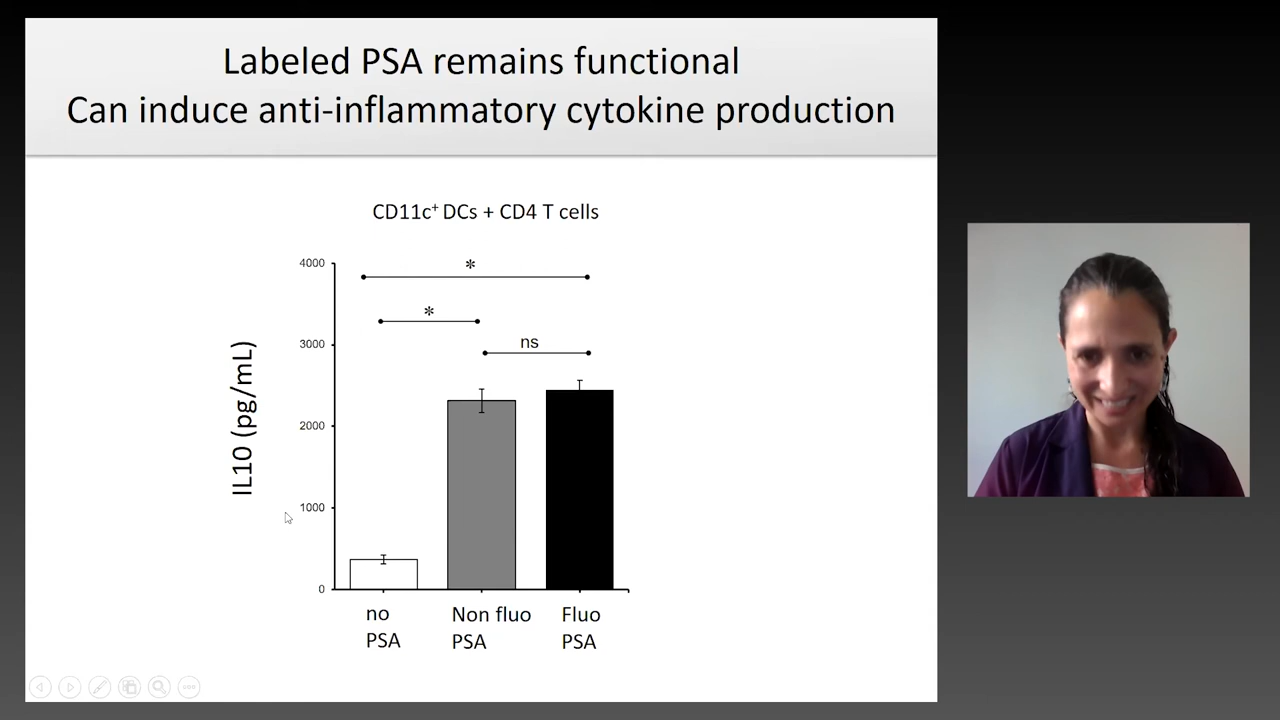 Labeled PSA remains functional
Can induce anti-inflammatory cytokine production
CD11c⁺ DCs + CD4 T cells
IL10 (pg/mL)
4000
3000
2000
1000
0
*
*
ns
no
PSA
Non fluo
PSA
Fluo
PSA